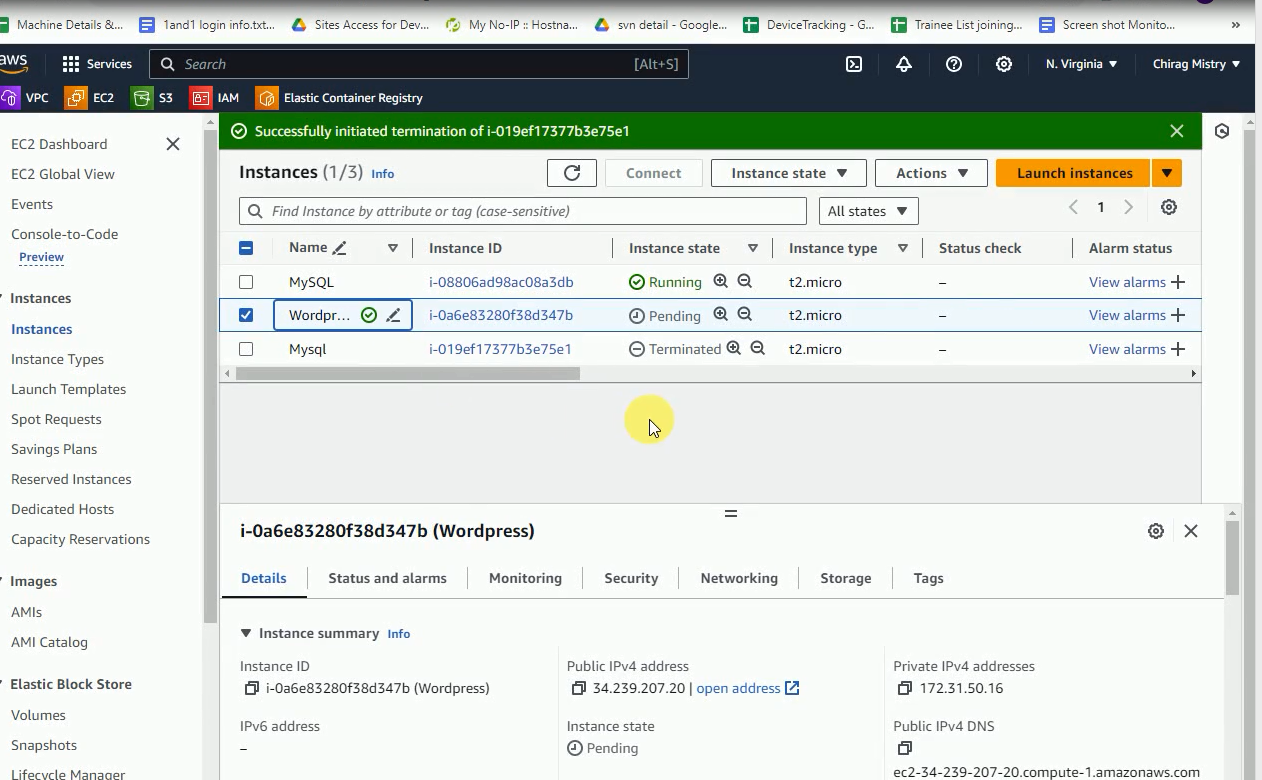 Machine Details &... 1and1 login info.txt... Sites Access for Dev... My No-IP :: Hostna... svn detail - Google... DeviceTracking - G... Trainee List joining... Screen shot Monito... »
aws Services Search [Alt+S] N. Virginia Chirag Mistry
VPC EC2 S3 IAM Elastic Container Registry
EC2 Dashboard
EC2 Global View
Events
Console-to-Code
Preview
Instances
Instances
Instance Types
Launch Templates
Spot Requests
Savings Plans
Reserved Instances
Dedicated Hosts
Capacity Reservations
Images
AMIs
AMI Catalog
Elastic Block Store
Volumes
Snapshots
Lifecycle Manager
Successfully initiated termination of i-019ef17377b3e75e1
Instances (1/3) Info Connect Instance state Actions Launch instances
Find Instance by attribute or tag (case-sensitive) All states 1
Name Instance ID Instance state Instance type Status check Alarm status
MySQL i-08806ad98ac08a3db Running t2.micro – View alarms
Wordpr... i-0a6e83280f38d347b Pending t2.micro – View alarms
Mysql i-019ef17377b3e75e1 Terminated t2.micro – View alarms
i-0a6e83280f38d347b (Wordpress)
Details Status and alarms Monitoring Security Networking Storage Tags
Instance summary Info
Instance ID Public IPv4 address Private IPv4 addresses
i-0a6e83280f38d347b (Wordpress) 34.239.207.20 | open address 172.31.50.16
IPv6 address Instance state Public IPv4 DNS
– Pending
ec2-34-239-207-20.compute-1.amazonaws.com